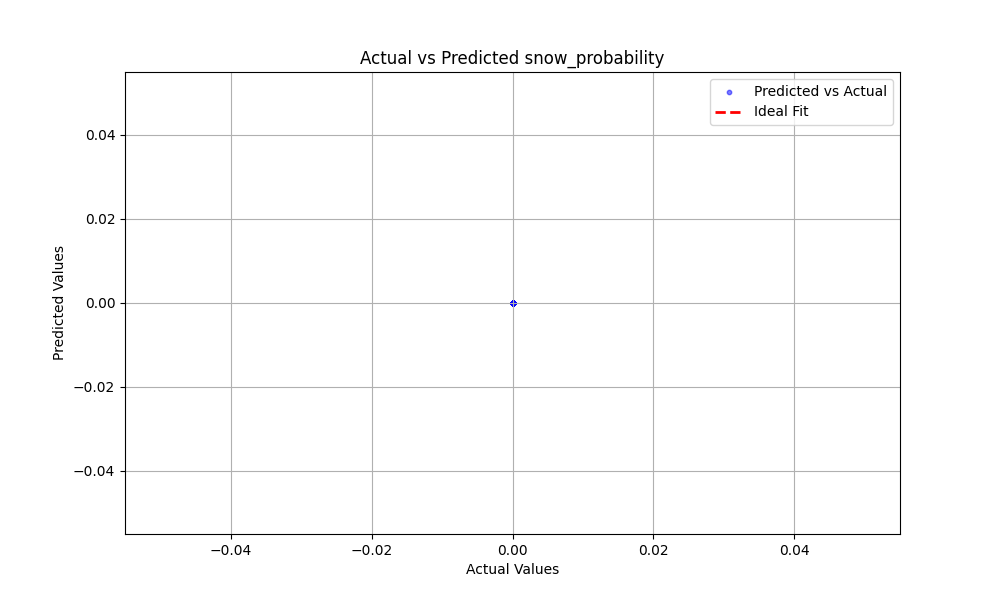 Actual vs Predicted snow_probability
Predicted vs Actual
Ideal Fit
0.04
0.02
0.00
−0.02
−0.04
Predicted Values
−0.04
−0.02
0.00
0.02
0.04
Actual Values